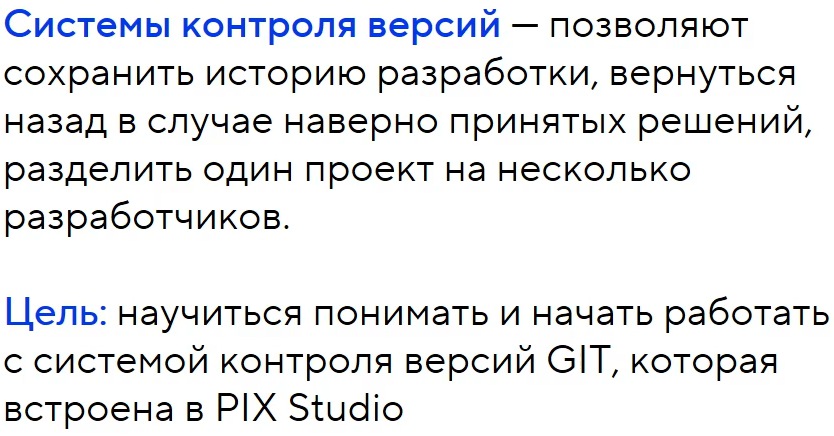 Системы контроля версий — позволяют
сохранить историю разработки, вернуться
назад в случае наверно принятых решений,
разделить один проект на несколько
разработчиков.
Цель: научиться понимать и начать работать
с системой контроля версий GIT, которая
встроена в PIX Studio